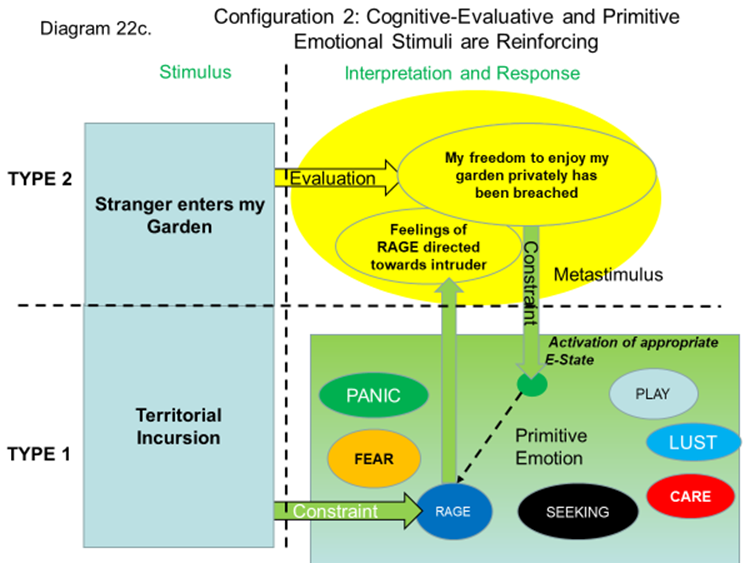 Diagram 22c.
Configuration 2: Cognitive-Evaluative and Primitive
Emotional Stimuli are Reinforcing
Stimulus
Interpretation and Response
TYPE 2
Stranger enters my
Garden
Evaluation
My freedom to enjoy my
garden privately has
been breached
Feelings of
RAGE directed
towards intruder
Constraint
Metastimulus
TYPE 1
Territorial
Incursion
Activation of appropriate
E-State
PANIC
PLAY
FEAR
Primitive
Emotion
LUST
CARE
Constraint
RAGE
SEEKING